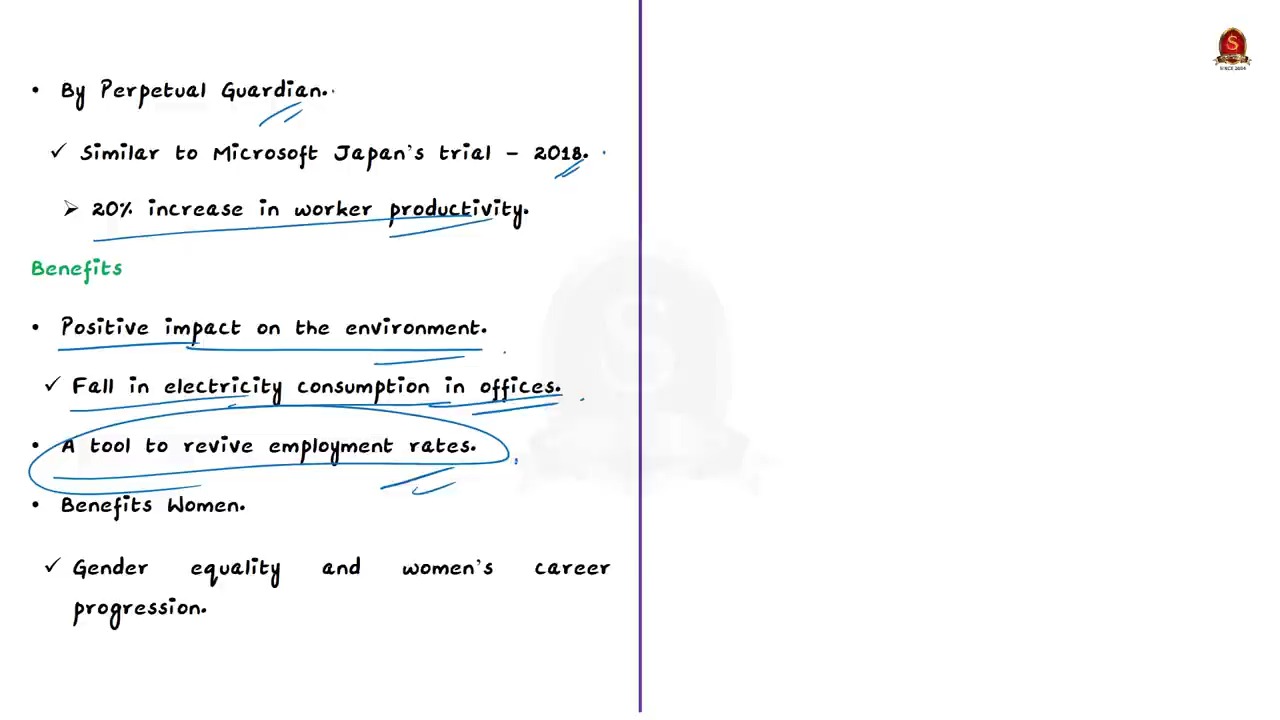 • By Perpetual Guardian.
✓ Similar to Microsoft Japan's trial – 2018.
➢ 20% increase in worker productivity.
Benefits
• Positive impact on the environment.
✓ Fall in electricity consumption in offices.
• A tool to revive employment rates.
• Benefits Women.
✓ Gender equality and women's career
progression.
S
SINCE 2004